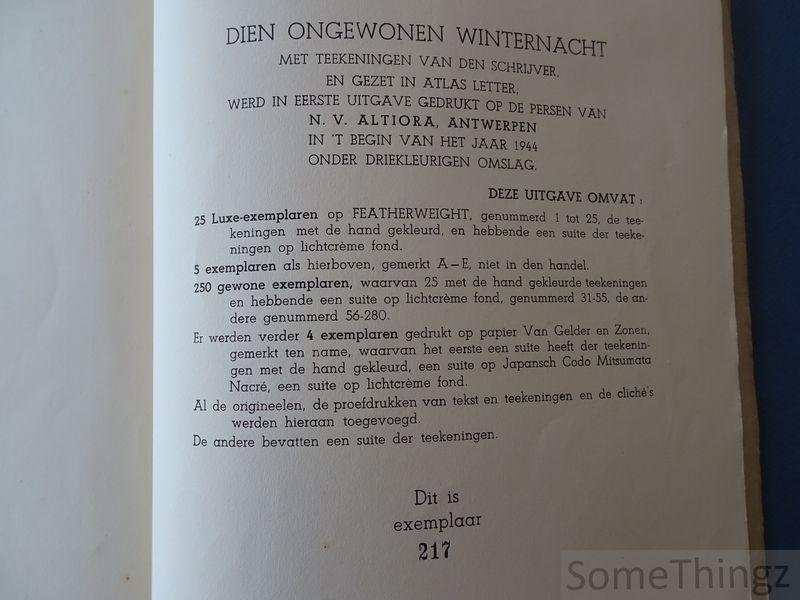 DIEN ONGEWONEN WINTERNACHT
MET TEEKENINGEN VAN DEN SCHRIJVER,
EN GEZET IN ATLAS LETTER,
WERD IN EERSTE UITGAVE GEDRUKT OP DE PERSEN VAN
N. V. ALTIORA, ANTWERPEN
IN 'T BEGIN VAN HET JAAR 1944
ONDER DRIEKLEURIGEN OMSLAG.
DEZE UITGAVE OMVAT :
25 Luxe-exemplaren op FEATHERWEIGHT, genummerd 1 tot 25, de tee-
keningen met de hand gekleurd, en hebbende een suite der teeke-
ningen op lichtcrème fond.
5 exemplaren als hierboven, gemerkt A–E, niet in den handel.
250 gewone exemplaren, waarvan 25 met de hand gekleurde teekeningen
en hebbende een suite op lichtcrème fond, genummerd 31-55, de an-
dere genummerd 56-280.
Er werden verder 4 exemplaren gedrukt op papier Van Gelder en Zonen,
gemerkt ten name, waarvan het eerste een suite heeft der teekenin-
gen met de hand gekleurd, een suite op Japansch Codo Mitsumata
Nacré, een suite op lichtcrème fond.
Al de origineelen, de proefdrukken van tekst en teekeningen en de cliché's
werden hieraan toegevoegd.
De andere bevatten een suite der teekeningen.
Dit is
exemplaar
217
SomeThingz